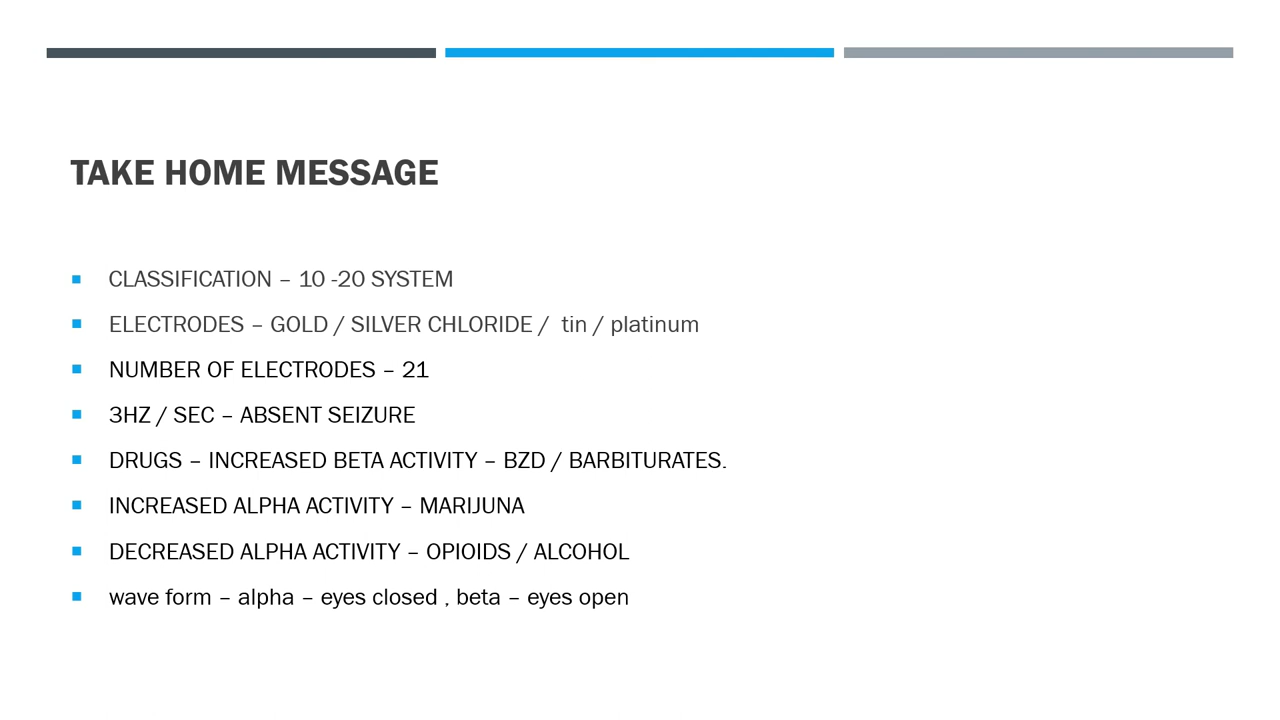 TAKE HOME MESSAGE
CLASSIFICATION – 10 -20 SYSTEM
ELECTRODES – GOLD / SILVER CHLORIDE /  tin / platinum
NUMBER OF ELECTRODES – 21
3HZ / SEC – ABSENT SEIZURE
DRUGS – INCREASED BETA ACTIVITY – BZD / BARBITURATES.
INCREASED ALPHA ACTIVITY – MARIJUNA
DECREASED ALPHA ACTIVITY – OPIOIDS / ALCOHOL
wave form – alpha – eyes closed , beta – eyes open